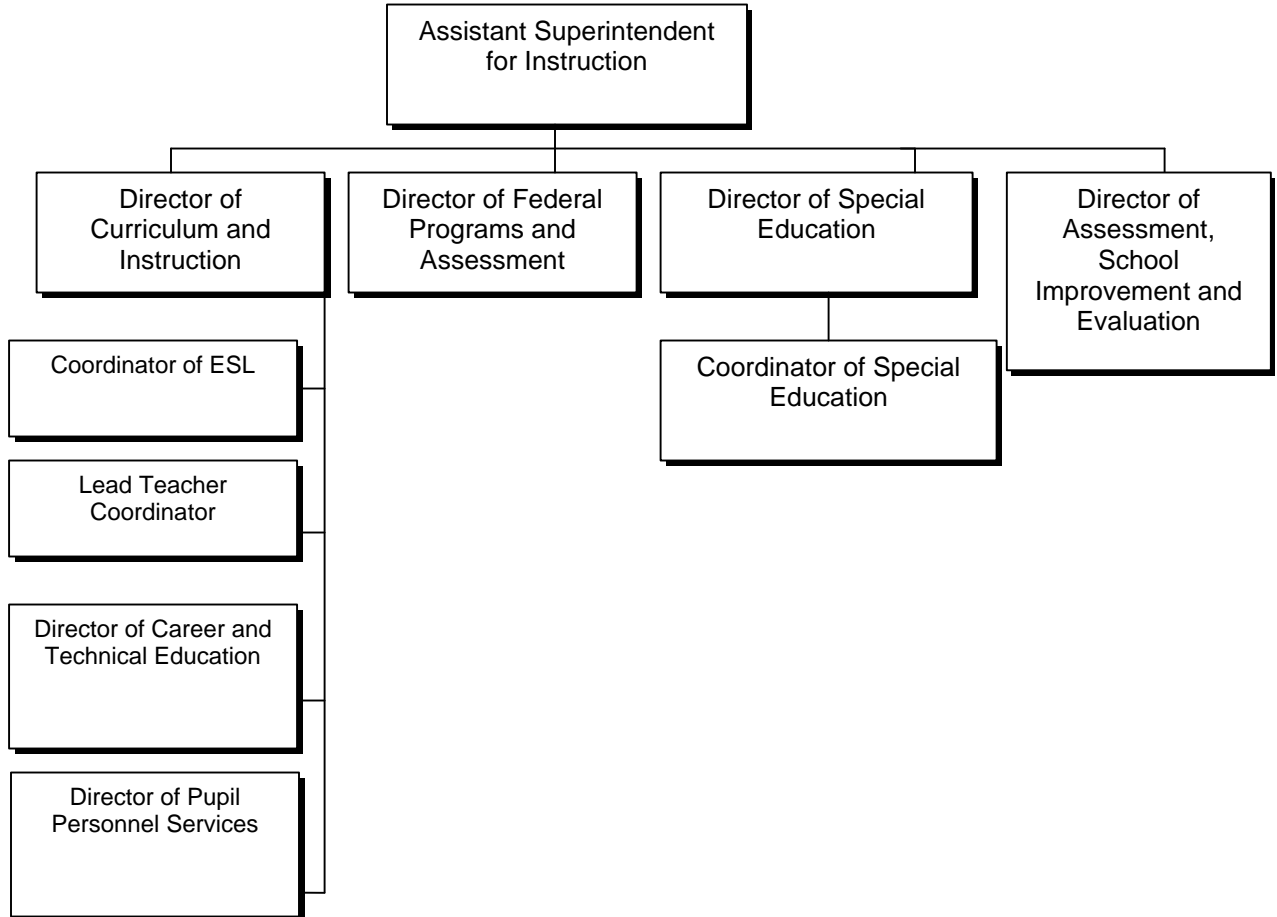 Assistant Superintendent
for Instruction
Director of
Curriculum and
Instruction
Director of Federal
Programs and
Assessment
Director of Special
Education
Director of
Assessment,
School
Improvement and
Evaluation
Coordinator of ESL
Coordinator of Special
Education
Lead Teacher
Coordinator
Director of Career and
Technical Education
Director of Pupil
Personnel Services